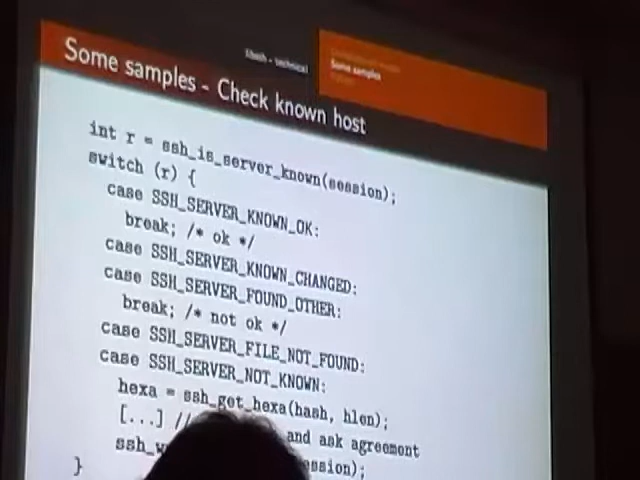 technical
Some samples
Some samples - Check known host
int r = ssh_is_server_known(session);
switch (r) {
case SSH_SERVER_KNOWN_OK:
break; /* ok */
case SSH_SERVER_KNOWN_CHANGED:
case SSH_SERVER_FOUND_OTHER:
break; /* not ok */
case SSH_SERVER_FILE_NOT_FOUND:
case SSH_SERVER_NOT_KNOWN:
hexa = ssh_get_hexa(hash, hlen);
[...] // and ask agreement
}